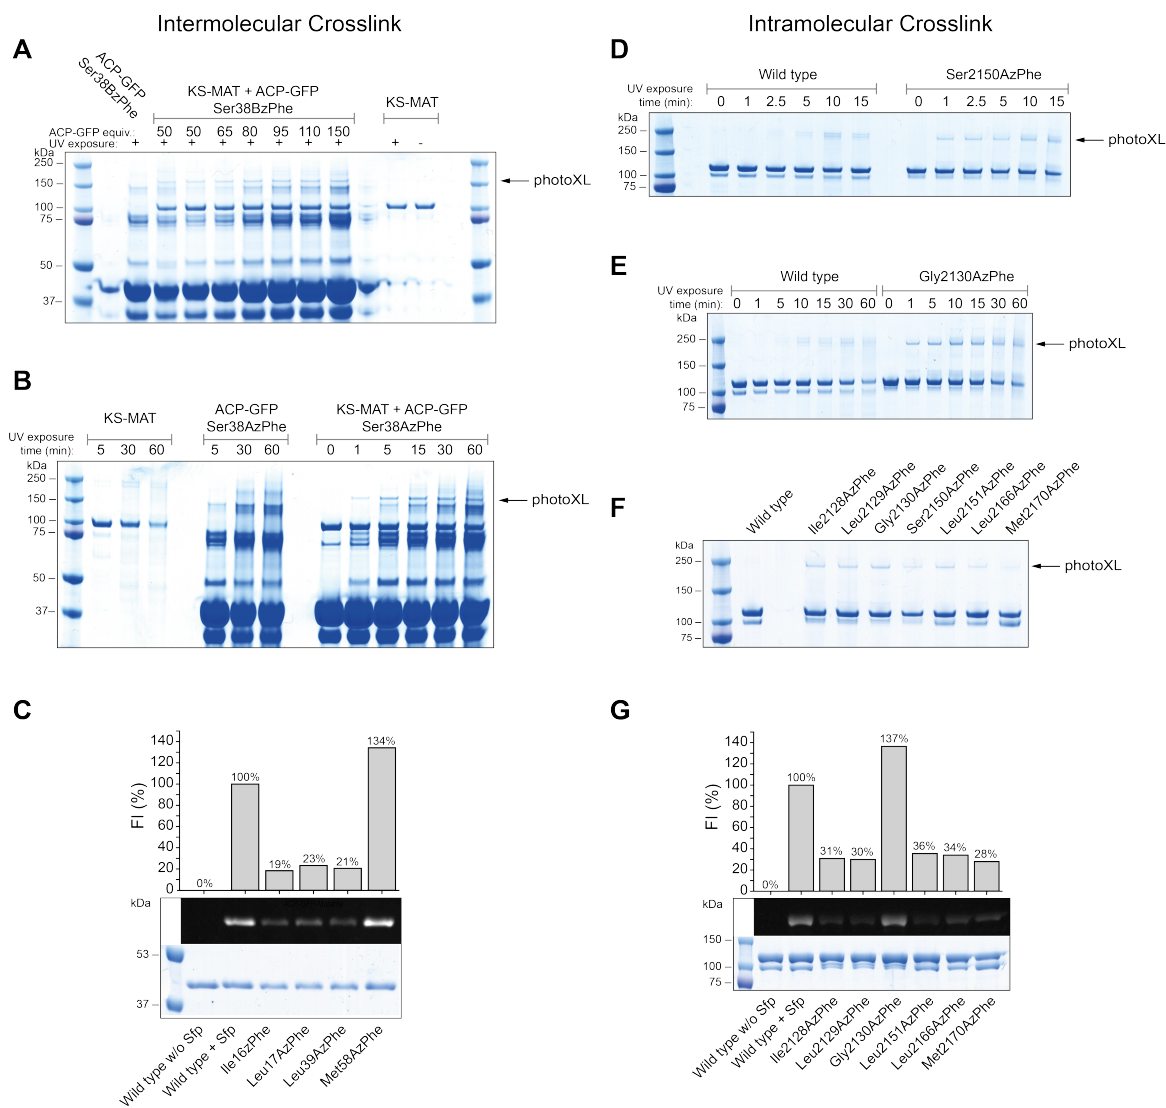 Intermolecular Crosslink
A
ACP-GFP
Ser38BzPhe
KS-MAT + ACP-GFP
Ser38BzPhe
KS-MAT
ACP-GFP equiv.: 50 50 65 80 95 110 150
UV exposure: + + + + + + + + + -
kDa
250
150
100
75
50
37
photoXL
B
KS-MAT
ACP-GFP
Ser38AzPhe
KS-MAT + ACP-GFP
Ser38AzPhe
UV exposure
time (min): 5 30 60 5 30 60 0 1 5 15 30 60
kDa
250
150
100
75
50
37
photoXL
C
FI (%)
140
120
100
80
60
40
20
0
0%
100%
19%
23%
21%
134%
kDa
53
37
Wild type w/o Sfp
Wild type + Sfp
Ile16zPhe
Leu17AzPhe
Leu39AzPhe
Met58AzPhe
Intramolecular Crosslink
D
Wild type
Ser2150AzPhe
UV exposure
time (min): 0 1 2.5 5 10 15 0 1 2.5 5 10 15
kDa
250
150
100
75
photoXL
E
Wild type
Gly2130AzPhe
UV exposure
time (min): 0 1 5 10 15 30 60 0 1 5 10 15 30 60
kDa
250
150
100
75
photoXL
F
Wild type
Ile2128AzPhe
Leu2129AzPhe
Gly2130AzPhe
Ser2150AzPhe
Leu2151AzPhe
Leu2166AzPhe
Met2170AzPhe
kDa
250
150
100
75
photoXL
G
FI (%)
140
120
100
80
60
40
20
0
0%
100%
31%
30%
137%
36%
34%
28%
kDa
150
100
75
Wild type w/o Sfp
Wild type + Sfp
Ile2128AzPhe
Leu2129AzPhe
Gly2130AzPhe
Leu2151AzPhe
Leu2166AzPhe
Met2170AzPhe